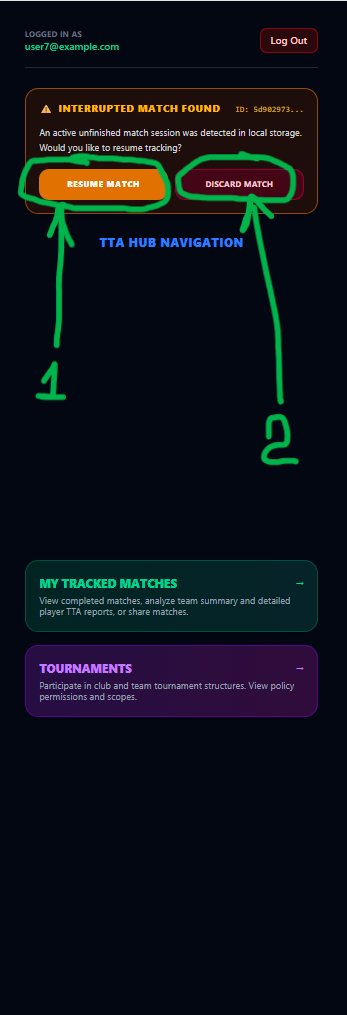 LOGGED IN AS
user7@example.com
Log Out
⚠ INTERRUPTED MATCH FOUND
ID: 5d902973...
An active unfinished match session was detected in local storage.
Would you like to resume tracking?
RESUME MATCH
DISCARD MATCH
TTA HUB NAVIGATION
1
2
MY TRACKED MATCHES →
View completed matches, analyze team summary and detailed
player TTA reports, or share matches.
TOURNAMENTS →
Participate in club and team tournament structures. View policy
permissions and scopes.